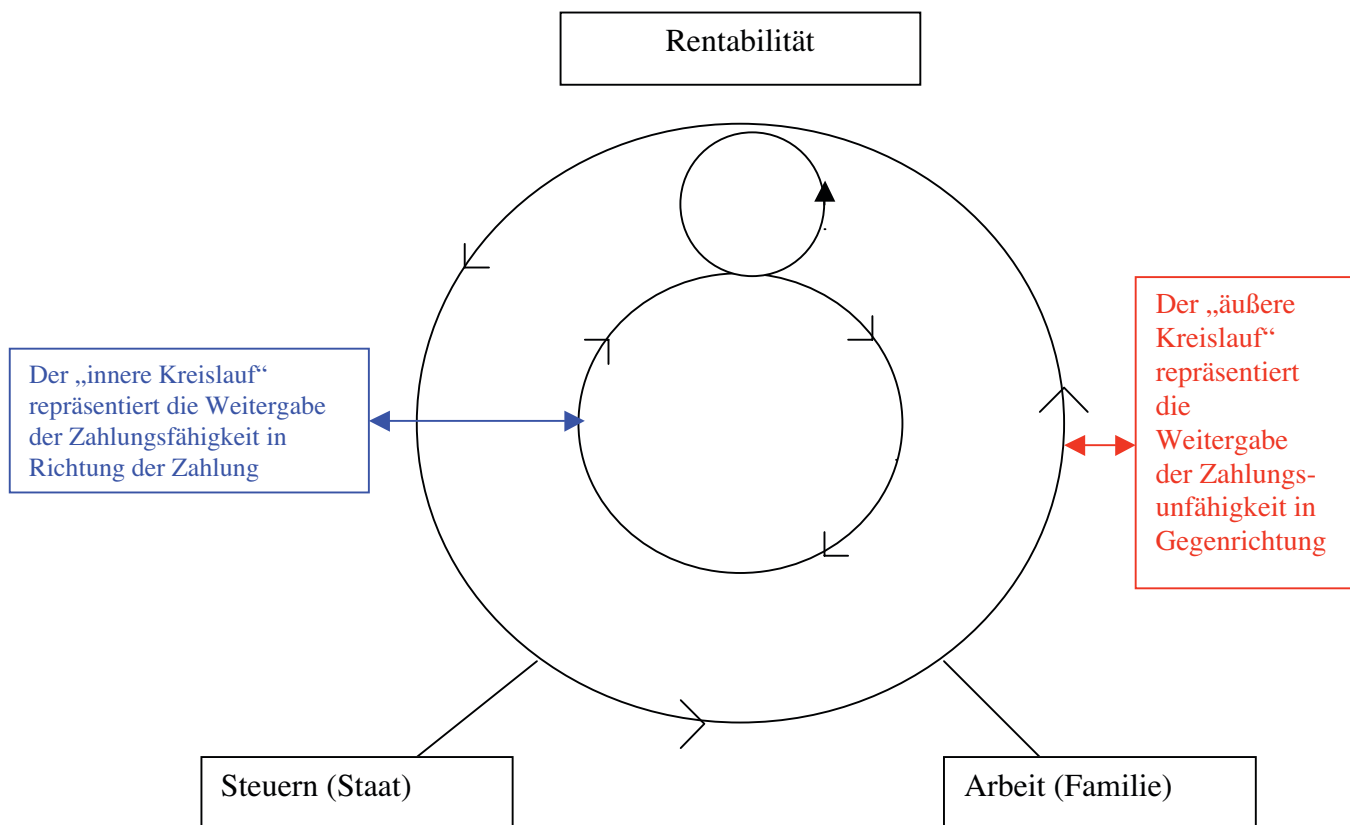 Rentabilität
Der „innere Kreislauf“
repräsentiert die Weitergabe
der Zahlungsfähigkeit in
Richtung der Zahlung
Der „äußere
Kreislauf“
repräsentiert
die
Weitergabe
der Zahlungs-
unfähigkeit in
Gegenrichtung
Steuern (Staat)
Arbeit (Familie)